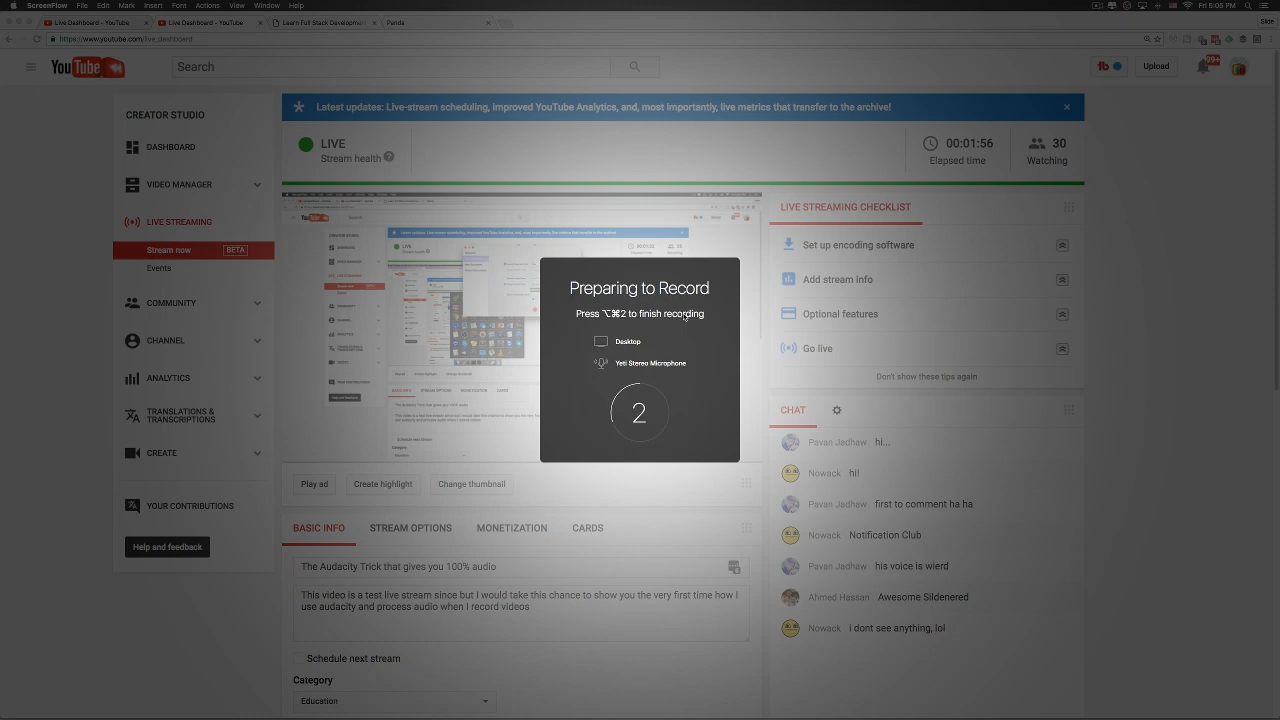 ScreenFlow File Edit Mark Insert Font Actions View Window Help
Fri 5:05 PM
Live Dashboard - YouTube
Live Dashboard - YouTube
Learn Full Stack Developmen
Panda
Slide
https://www.youtube.com/live_dashboard
YouTube
Search
Upload
99+
CREATOR STUDIO
DASHBOARD
VIDEO MANAGER
LIVE STREAMING
Stream now BETA
Events
COMMUNITY
CHANNEL
ANALYTICS
TRANSLATIONS &
TRANSCRIPTIONS
CREATE
YOUR CONTRIBUTIONS
Help and feedback
Latest updates: Live-stream scheduling, improved YouTube Analytics, and, most importantly, live metrics that transfer to the archive!
LIVE
Stream health
00:01:56
Elapsed time
30
Watching
Preparing to Record
Press ⌥⌘2 to finish recording
Desktop
Yeti Stereo Microphone
2
Play ad
Create highlight
Change thumbnail
BASIC INFO
STREAM OPTIONS
MONETIZATION
CARDS
The Audacity Trick that gives you 100% audio
This video is a test live stream since but I would take this chance to show you the very first time how I
use audacity and process audio when I record videos
Schedule next stream
Category
Education
LIVE STREAMING CHECKLIST
Set up encoding software
Add stream info
Optional features
Go live
Don't show these tips again
CHAT
Pavan Jadhaw hi...
Nowack hi!
Pavan Jadhaw first to comment ha ha
Nowack Notification Club
Pavan Jadhaw his voice is wierd
Ahmed Hassan Awesome Sildenered
Nowack i dont see anything, lol